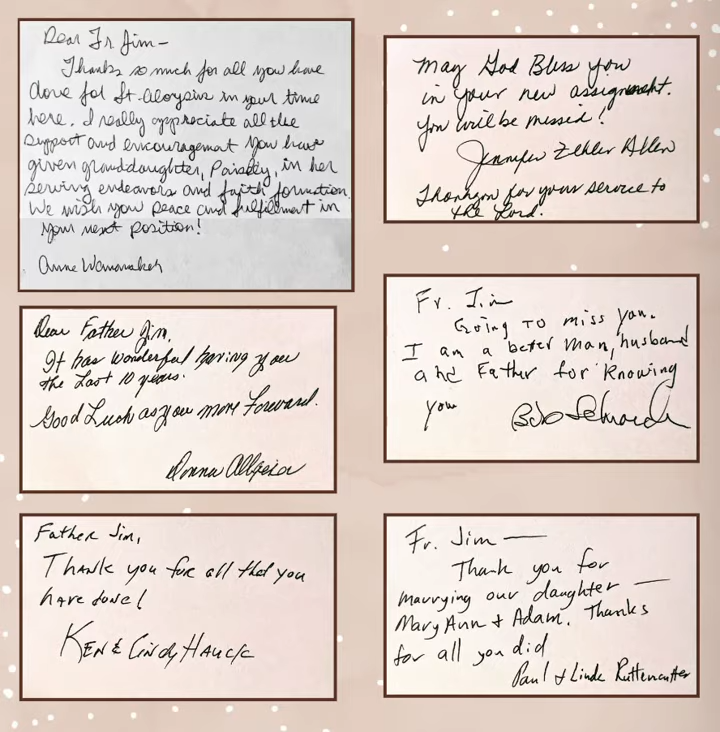 Dear Fr Jim-
Thanks so much for all you have
done for St. Aloysius in your time
here. I really appreciate all the
support and encouragement you have
given granddaughter, Paisley, in her
serving endeavors and faith formation
We wish you peace and fulfillment in
your next position!
Anne Wanamaker
Dear Father Jim,
It has wonderful having you
the last 10 years.
Good Luck as you move forward.
Donna
Father Jim,
Thank you for all that you
have done!
Ken & Cindy Hauck
May God Bless you
in your new assignment.
You will be missed!
Jennifer Zehler Allen
Thankyou for your service to
the Lord.
Fr. Jim
Going to miss you.
I am a better man, husband
and Father for knowing
you
Bob
Fr. Jim —
Thank you for
marrying our daughter —
Mary Ann & Adam. Thanks
for all you did
Paul & Linda